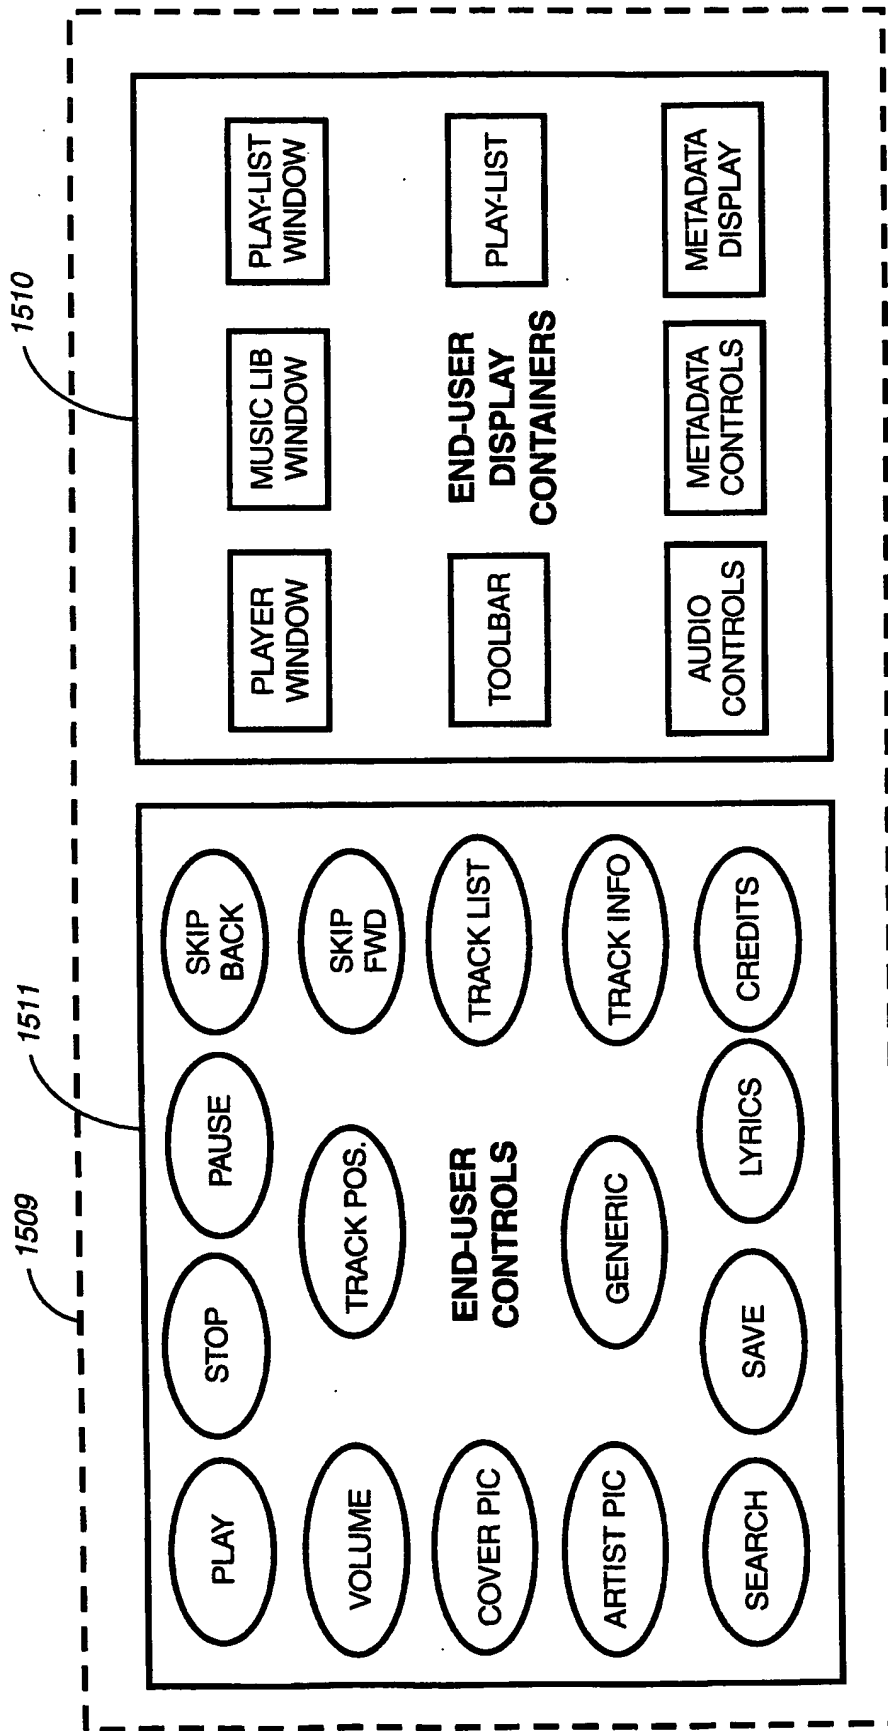 1509
1511
1510
PLAY
STOP
PAUSE
SKIP
BACK
VOLUME
TRACK POS.
SKIP
FWD
COVER PIC
END-USER
CONTROLS
TRACK LIST
ARTIST PIC
GENERIC
TRACK INFO
SEARCH
SAVE
LYRICS
CREDITS
PLAYER
WINDOW
MUSIC LIB
WINDOW
PLAY-LIST
WINDOW
TOOLBAR
END-USER
DISPLAY
CONTAINERS
PLAY-LIST
AUDIO
CONTROLS
METADATA
CONTROLS
METADATA
DISPLAY